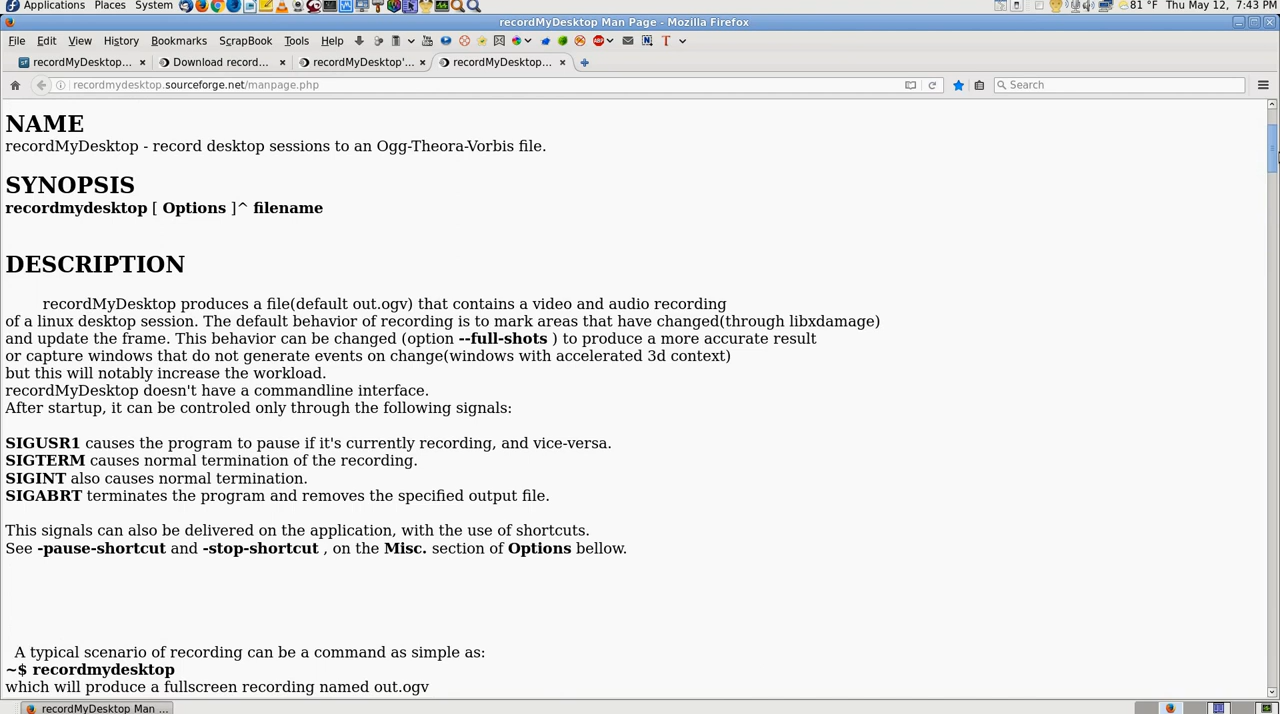 Applications Places System 81 °F Thu May 12, 7:43 PM
recordMyDesktop Man Page - Mozilla Firefox
File Edit View History Bookmarks ScrapBook Tools Help
recordMyDesktop... Download record... recordMyDesktop'... recordMyDesktop...
recordmydesktop.sourceforge.net/manpage.php Search
NAME
recordMyDesktop - record desktop sessions to an Ogg-Theora-Vorbis file.
SYNOPSIS
recordmydesktop [ Options ]^ filename
DESCRIPTION
recordMyDesktop produces a file(default out.ogv) that contains a video and audio recording
of a linux desktop session. The default behavior of recording is to mark areas that have changed(through libxdamage)
and update the frame. This behavior can be changed (option --full-shots ) to produce a more accurate result
or capture windows that do not generate events on change(windows with accelerated 3d context)
but this will notably increase the workload.
recordMyDesktop doesn't have a commandline interface.
After startup, it can be controled only through the following signals:
SIGUSR1 causes the program to pause if it's currently recording, and vice-versa.
SIGTERM causes normal termination of the recording.
SIGINT also causes normal termination.
SIGABRT terminates the program and removes the specified output file.
This signals can also be delivered on the application, with the use of shortcuts.
See -pause-shortcut and -stop-shortcut , on the Misc. section of Options bellow.
A typical scenario of recording can be a command as simple as:
~$ recordmydesktop
which will produce a fullscreen recording named out.ogv
recordMyDesktop Man ...